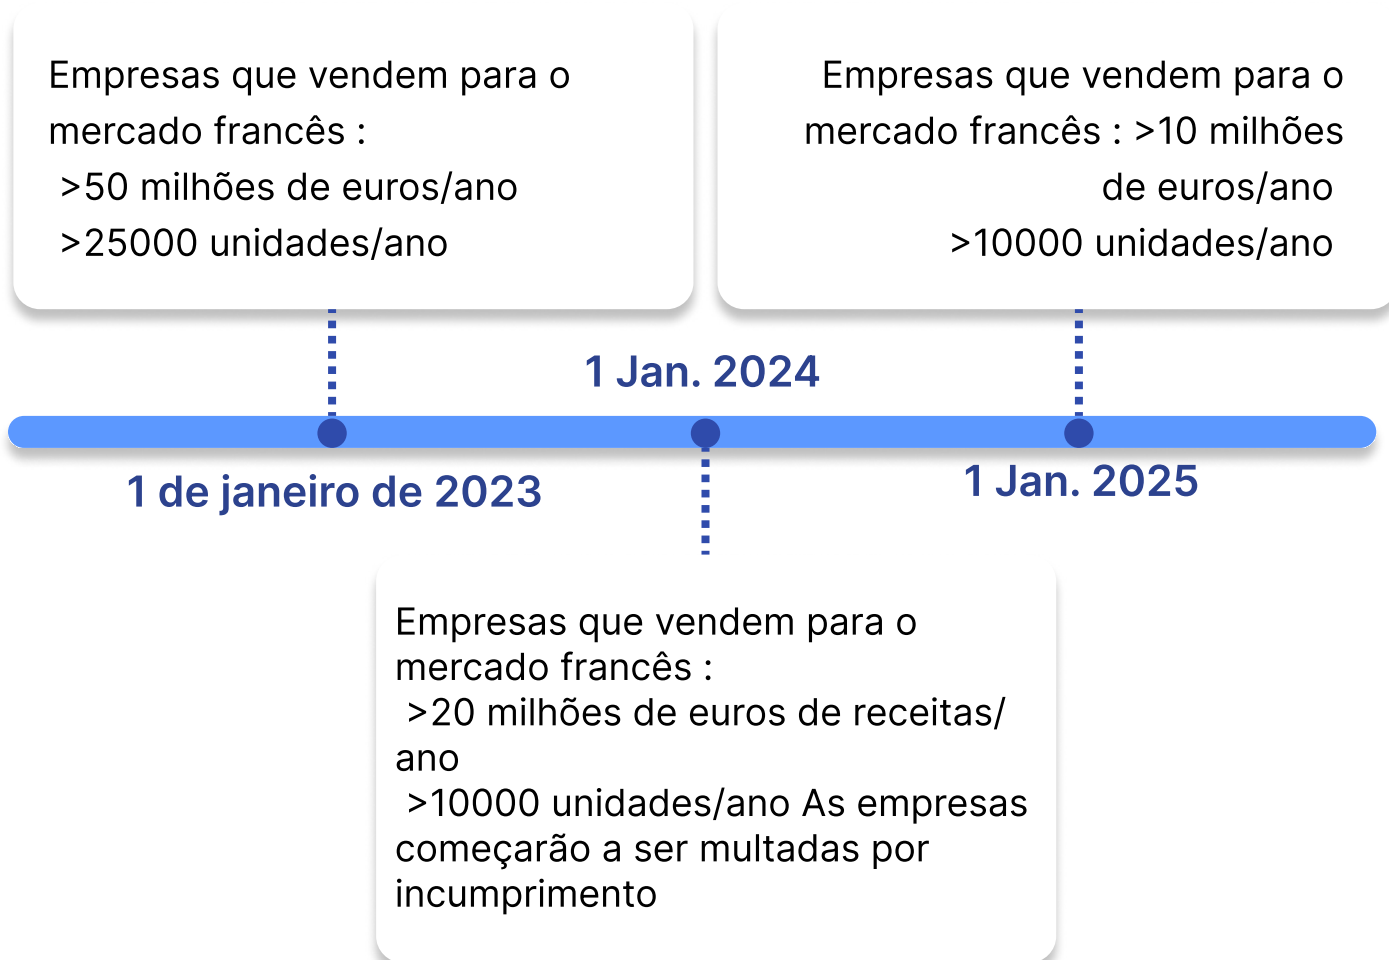 Empresas que vendem para o
mercado francês :
>50 milhões de euros/ano
>25000 unidades/ano
Empresas que vendem para o
mercado francês : >10 milhões
de euros/ano
>10000 unidades/ano
1 Jan. 2024
1 de janeiro de 2023
1 Jan. 2025
Empresas que vendem para o
mercado francês :
>20 milhões de euros de receitas/
ano
>10000 unidades/ano As empresas
começarão a ser multadas por
incumprimento